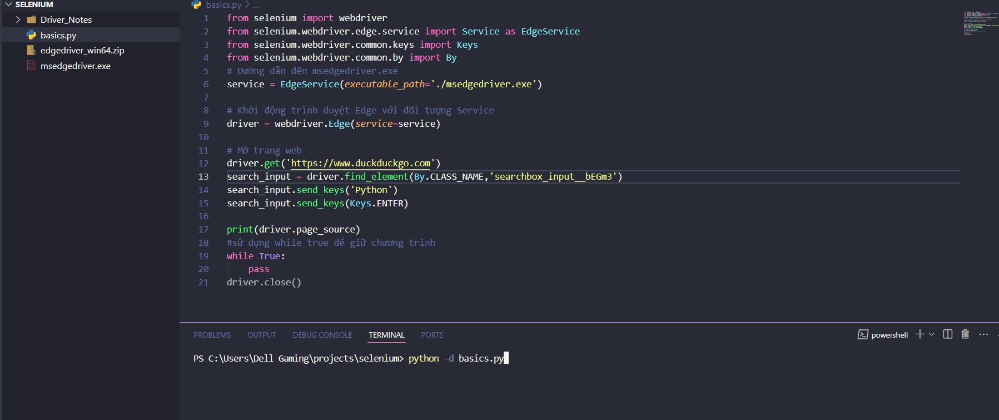 SELENIUM
Driver_Notes
basics.py
edgedriver_win64.zip
msedgedriver.exe
basics.py > ...
1 from selenium import webdriver
2 from selenium.webdriver.edge.service import Service as EdgeService
3 from selenium.webdriver.common.keys import Keys
4 from selenium.webdriver.common.by import By
5 # Đường dẫn đến msedgedriver.exe
6 service = EdgeService(executable_path='./msedgedriver.exe')
7
8 # Khởi động trình duyệt Edge với đối tượng Service
9 driver = webdriver.Edge(service=service)
10
11 # Mở trang web
12 driver.get('https://www.duckduckgo.com')
13 search_input = driver.find_element(By.CLASS_NAME,'searchbox_input__bEGm3')
14 search_input.send_keys('Python')
15 search_input.send_keys(Keys.ENTER)
16
17 print(driver.page_source)
18 #sử dụng while true để giữ chương trình
19 while True:
20     pass
21 driver.close()
PROBLEMS OUTPUT DEBUG CONSOLE TERMINAL PORTS powershell
PS C:\Users\Dell Gaming\projects\selenium> python -d basics.py